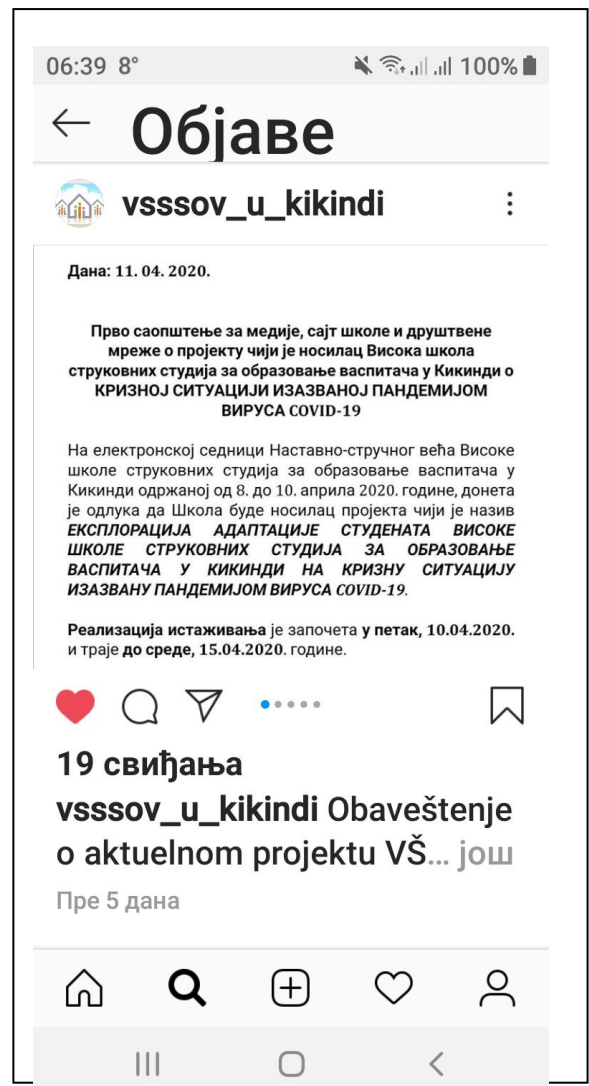 06:39 8° 100%
Објаве
vsssov_u_kikindi
Дана: 11. 04. 2020.
Прво саопштење за медије, сајт школе и друштвене
мреже о пројекту чији је носилац Висока школа
струковних студија за образовање васпитача у Кикинди о
КРИЗНОЈ СИТУАЦИЈИ ИЗАЗВАНОЈ ПАНДЕМИЈОМ
ВИРУСА COVID-19
На електронској седници Наставно-стручног већа Високе
школе струковних студија за образовање васпитача у
Кикинди одржаној од 8. до 10. априла 2020. године, донета
је одлука да Школа буде носилац пројекта чији је назив
ЕКСПЛОРАЦИЈА АДАПТАЦИЈЕ СТУДЕНАТА ВИСОКЕ
ШКОЛЕ СТРУКОВНИХ СТУДИЈА ЗА ОБРАЗОВАЊЕ
ВАСПИТАЧА У КИКИНДИ НА КРИЗНУ СИТУАЦИЈУ
ИЗАЗВАНУ ПАНДЕМИЈОМ ВИРУСА COVID-19.
Реализација истаживања је започета у петак, 10.04.2020.
и траје до среде, 15.04.2020. године.
19 свиђања
vsssov_u_kikindi Obaveštenje
o aktuelnom projektu VŠ... још
Пре 5 дана